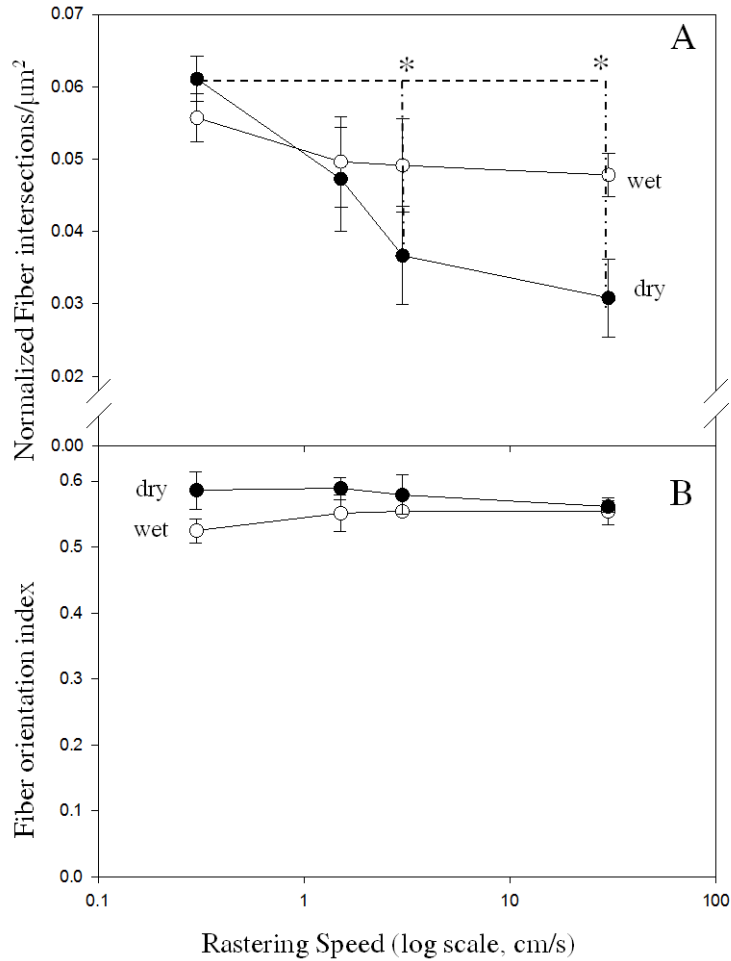 0.07
A
* *
0.06
0.05
wet
0.04
dry
0.03
0.02
0.00
Normalized Fiber intersections/μm²
0.6
dry
B
wet
0.5
0.4
0.3
0.2
0.1
0.0
Fiber orientation index
0.1 1 10 100
Rastering Speed (log scale, cm/s)